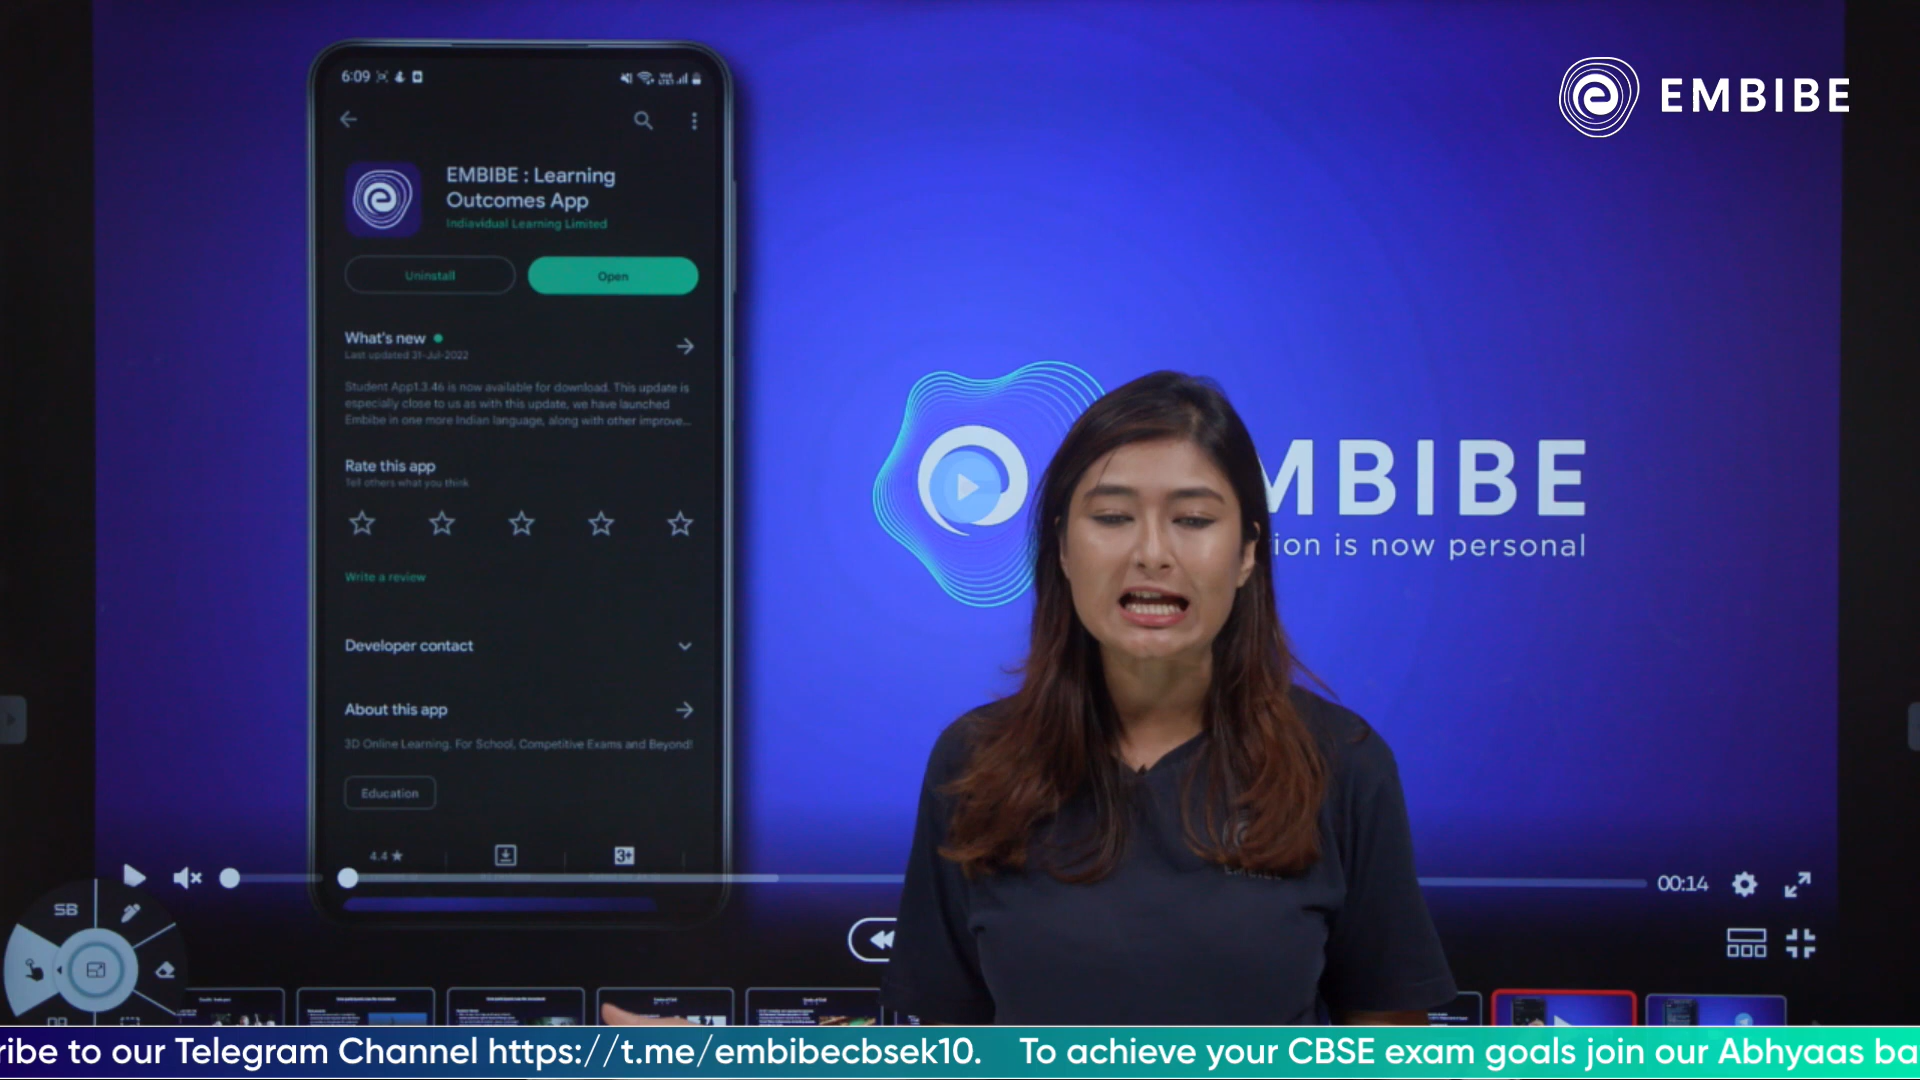 6:09
EMBIBE
EMBIBE : Learning
Outcomes App
Indiavidual Learning Limited
Uninstall
Open
What's new
Last updated 31-Jul-2022
Student App1.3.46 is now available for download. This update is
especially close to us as with this update, we have launched
Embibe in one more Indian language, along with other improve...
Rate this app
Tell others what you think
Write a review
Developer contact
About this app
3D Online Learning. For School, Competitive Exams and Beyond!
Education
4.4 ★
3+
MBIBE
ion is now personal
EMBIBE
00:14
SB
ribe to our Telegram Channel https://t.me/embibecbsek10. To achieve your CBSE exam goals join our Abhyaas ba